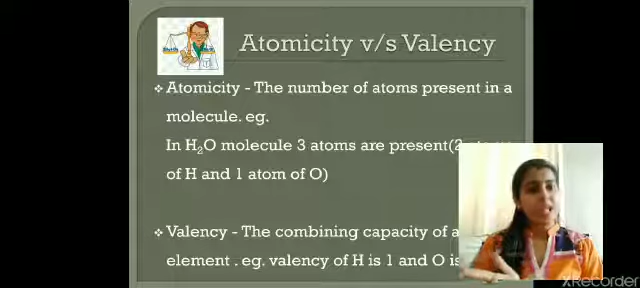 Atomicity v/s Valency
❖ Atomicity - The number of atoms present in a
molecule. eg.
In H₂O molecule 3 atoms are present(2
of H and 1 atom of O)
❖ Valency - The combining capacity of a
element . eg. valency of H is 1 and O is
XRecorder